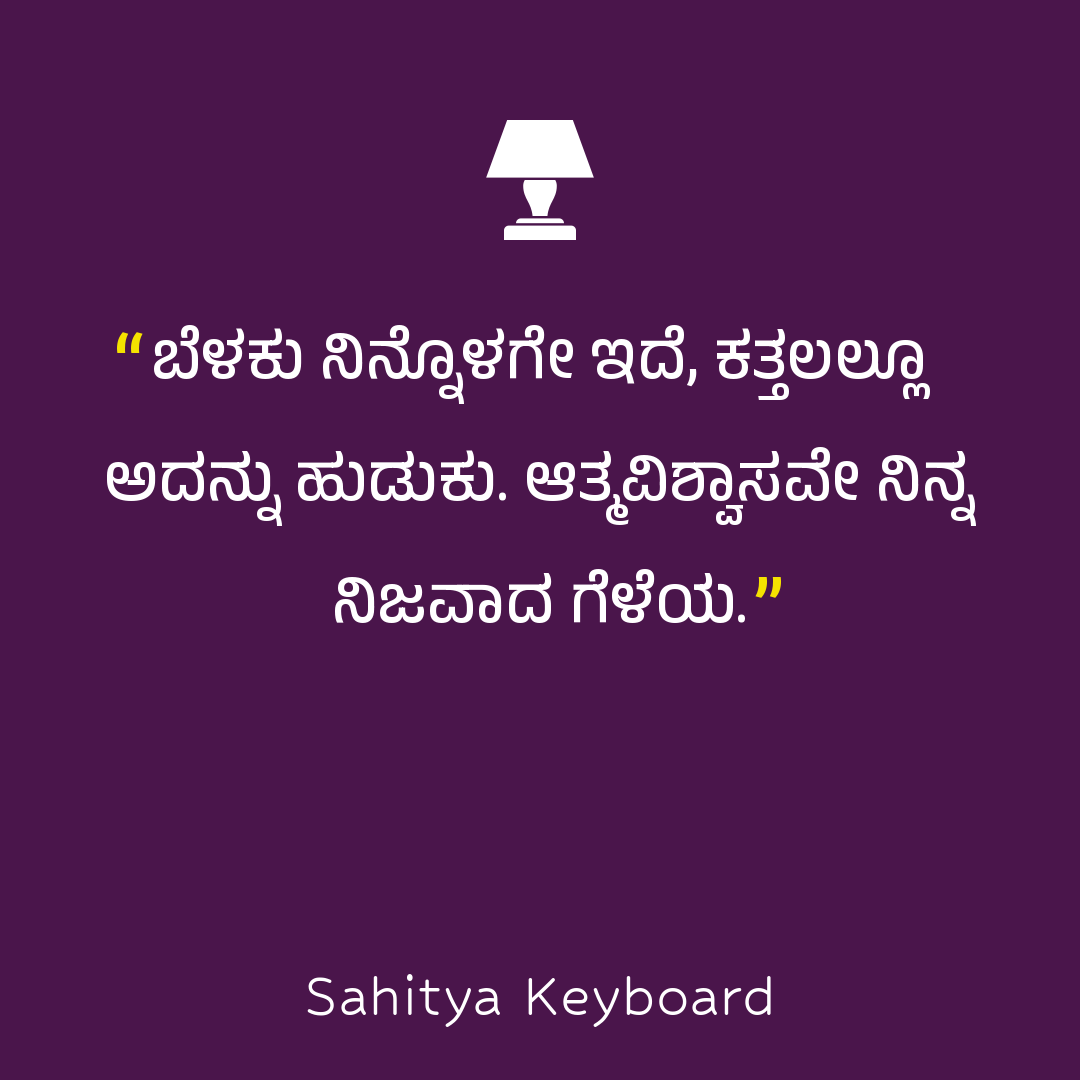 “ಬೆಳಕು ನಿನ್ನೊಳಗೇ ಇದೆ, ಕತ್ತಲಲ್ಲೂ
ಅದನ್ನು ಹುಡುಕು. ಆತ್ಮವಿಶ್ವಾಸವೇ ನಿನ್ನ
ನಿಜವಾದ ಗೆಳೆಯ.”
Sahitya Keyboard